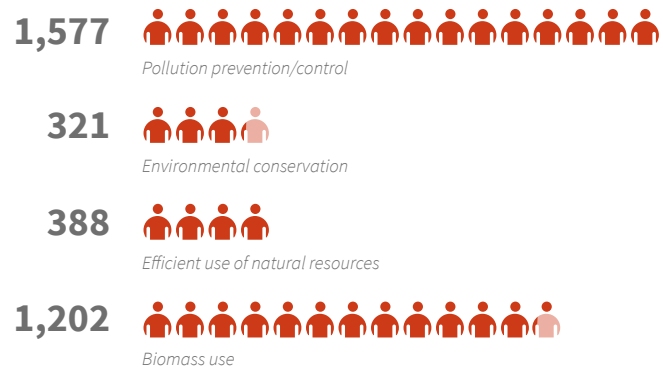 1,577
Pollution prevention/control
321
Environmental conservation
388
Efficient use of natural resources
1,202
Biomass use